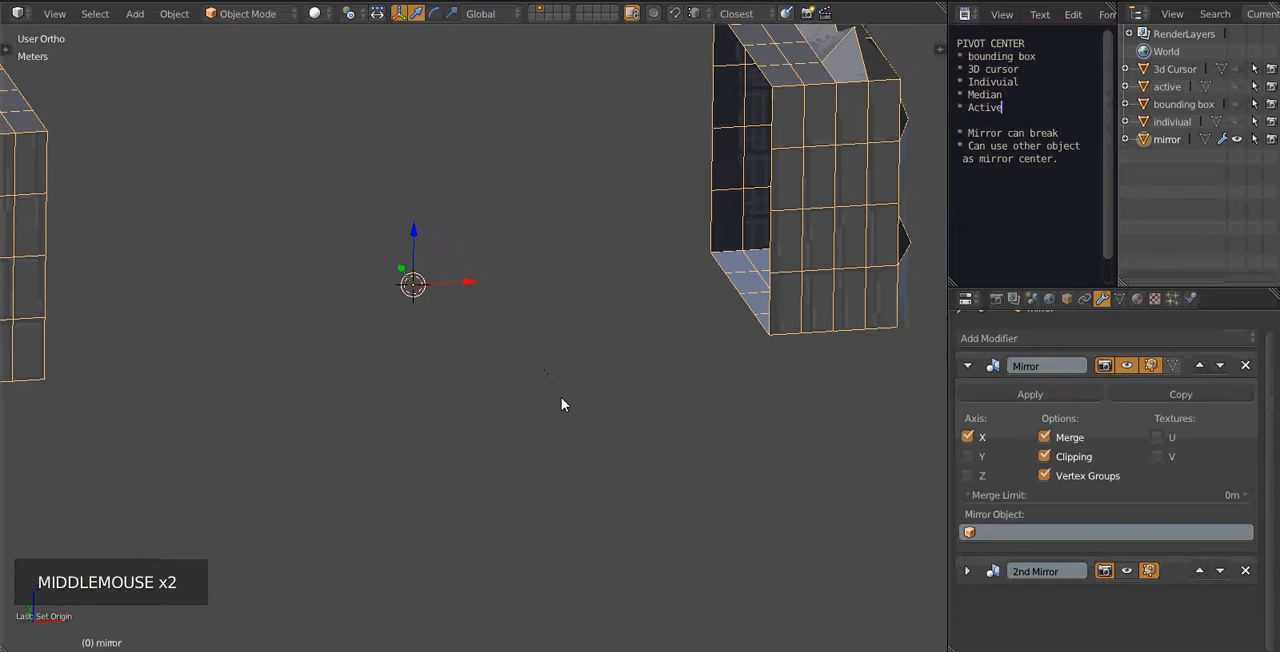 View Select Add Object Object Mode Global Closest
User Ortho
Meters
MIDDLEMOUSE x2
Last: Set Origin
(0) mirror
View Text Edit For
PIVOT CENTER
* bounding box
* 3D cursor
* Indivuial
* Median
* Active
* Mirror can break
* Can use other object
as mirror center.
View Search Current
RenderLayers
World
3d Cursor
active
bounding box
indiviual
mirror
Add Modifier
Mirror
Apply Copy
Axis: Options: Textures:
X Merge U
Y Clipping V
Z Vertex Groups
Merge Limit: 0m
Mirror Object:
2nd Mirror